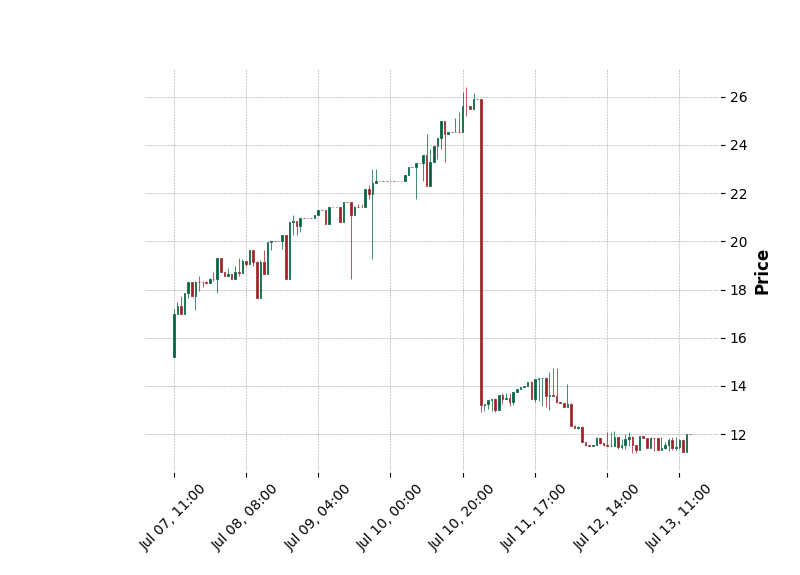 26
24
22
20
18
16
14
12
Price
Jul 07, 11:00
Jul 08, 08:00
Jul 09, 04:00
Jul 10, 00:00
Jul 10, 20:00
Jul 11, 17:00
Jul 12, 14:00
Jul 13, 11:00